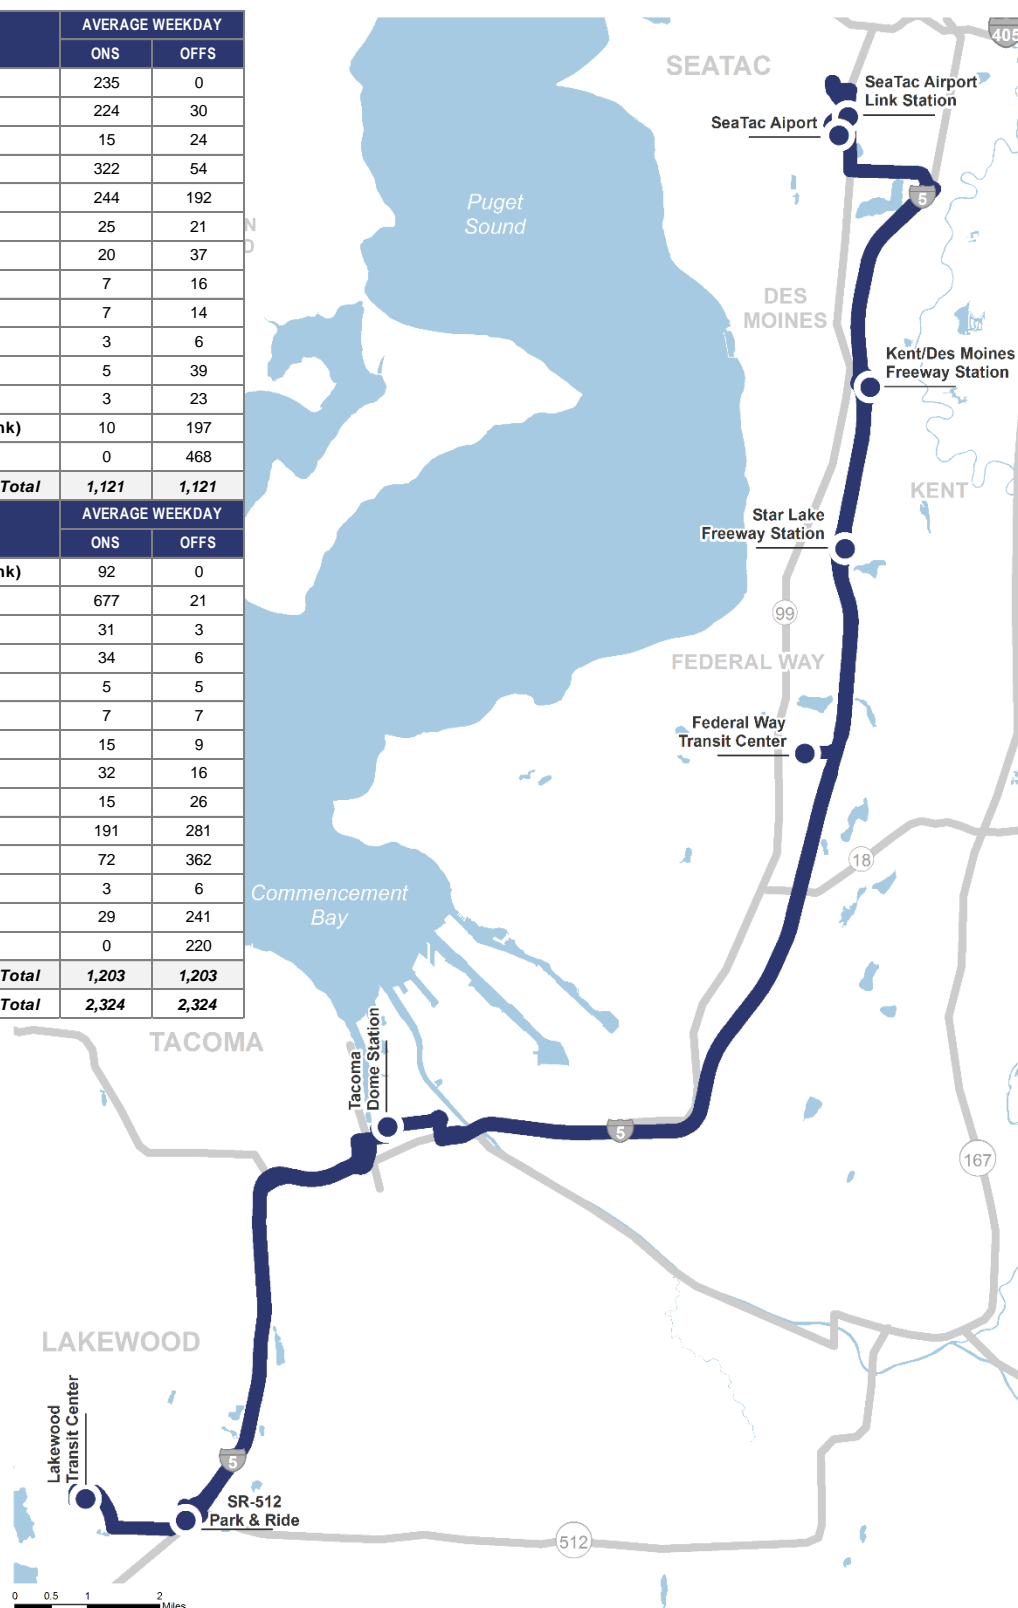 AVERAGE WEEKDAY
ONS OFFS
235 0
224 30
15 24
322 54
244 192
25 21
20 37
7 16
7 14
3 6
5 39
3 23
nk) 10 197
0 468
Total 1,121 1,121
AVERAGE WEEKDAY
ONS OFFS
nk) 92 0
677 21
31 3
34 6
5 5
7 7
15 9
32 16
15 26
191 281
72 362
3 6
29 241
0 220
Total 1,203 1,203
Total 2,324 2,324
405
SEATAC
SeaTac Airport
Link Station
SeaTac Aiport
5
Puget
Sound
N
D
DES
MOINES
Kent/Des Moines
Freeway Station
KENT
Star Lake
Freeway Station
99
FEDERAL WAY
Federal Way
Transit Center
18
Commencement
Bay
TACOMA
Tacoma
Dome Station
5
167
LAKEWOOD
Lakewood
Transit Center
5
SR-512
Park & Ride
512
0 0.5 1 2
Miles